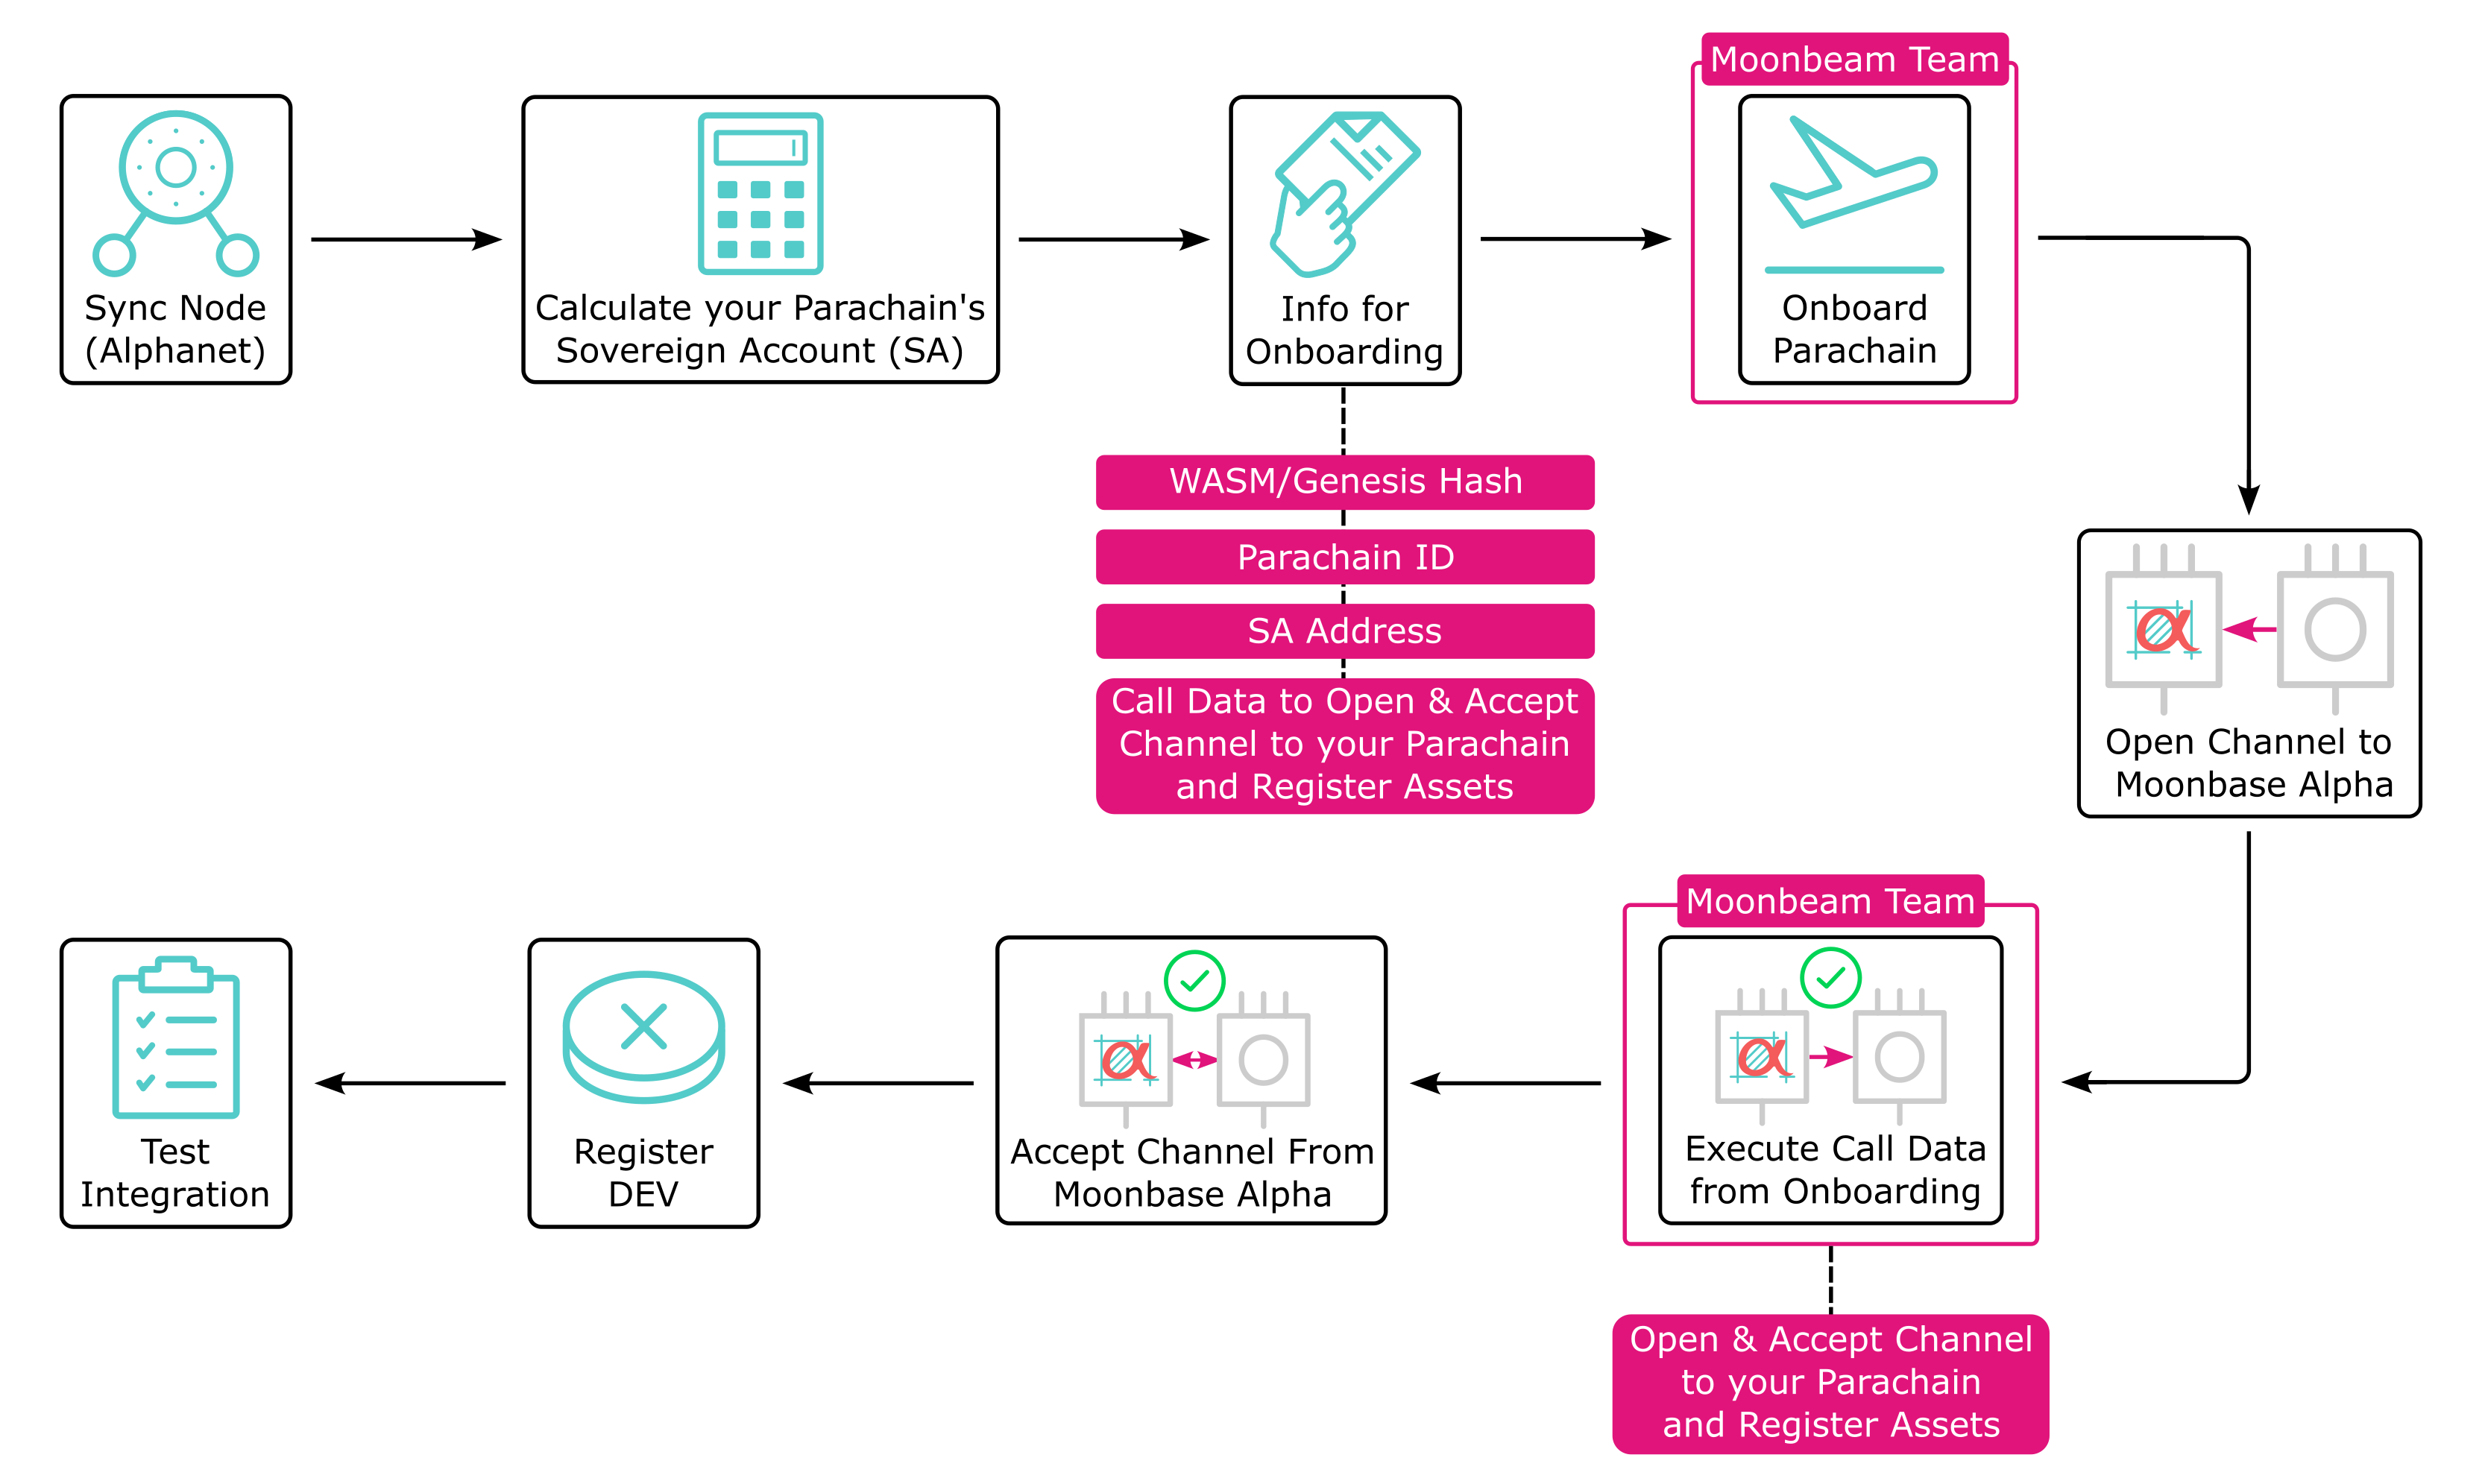 Moonbeam Team
Sync Node
(Alphanet)
Calculate your Parachain's
Sovereign Account (SA)
Info for
Onboarding
Onboard
Parachain
WASM/Genesis Hash
Parachain ID
SA Address
Call Data to Open & Accept
Channel to your Parachain
and Register Assets
Open Channel to
Moonbase Alpha
Moonbeam Team
Execute Call Data
from Onboarding
Open & Accept Channel
to your Parachain
and Register Assets
Accept Channel From
Moonbase Alpha
Register
DEV
Test
Integration